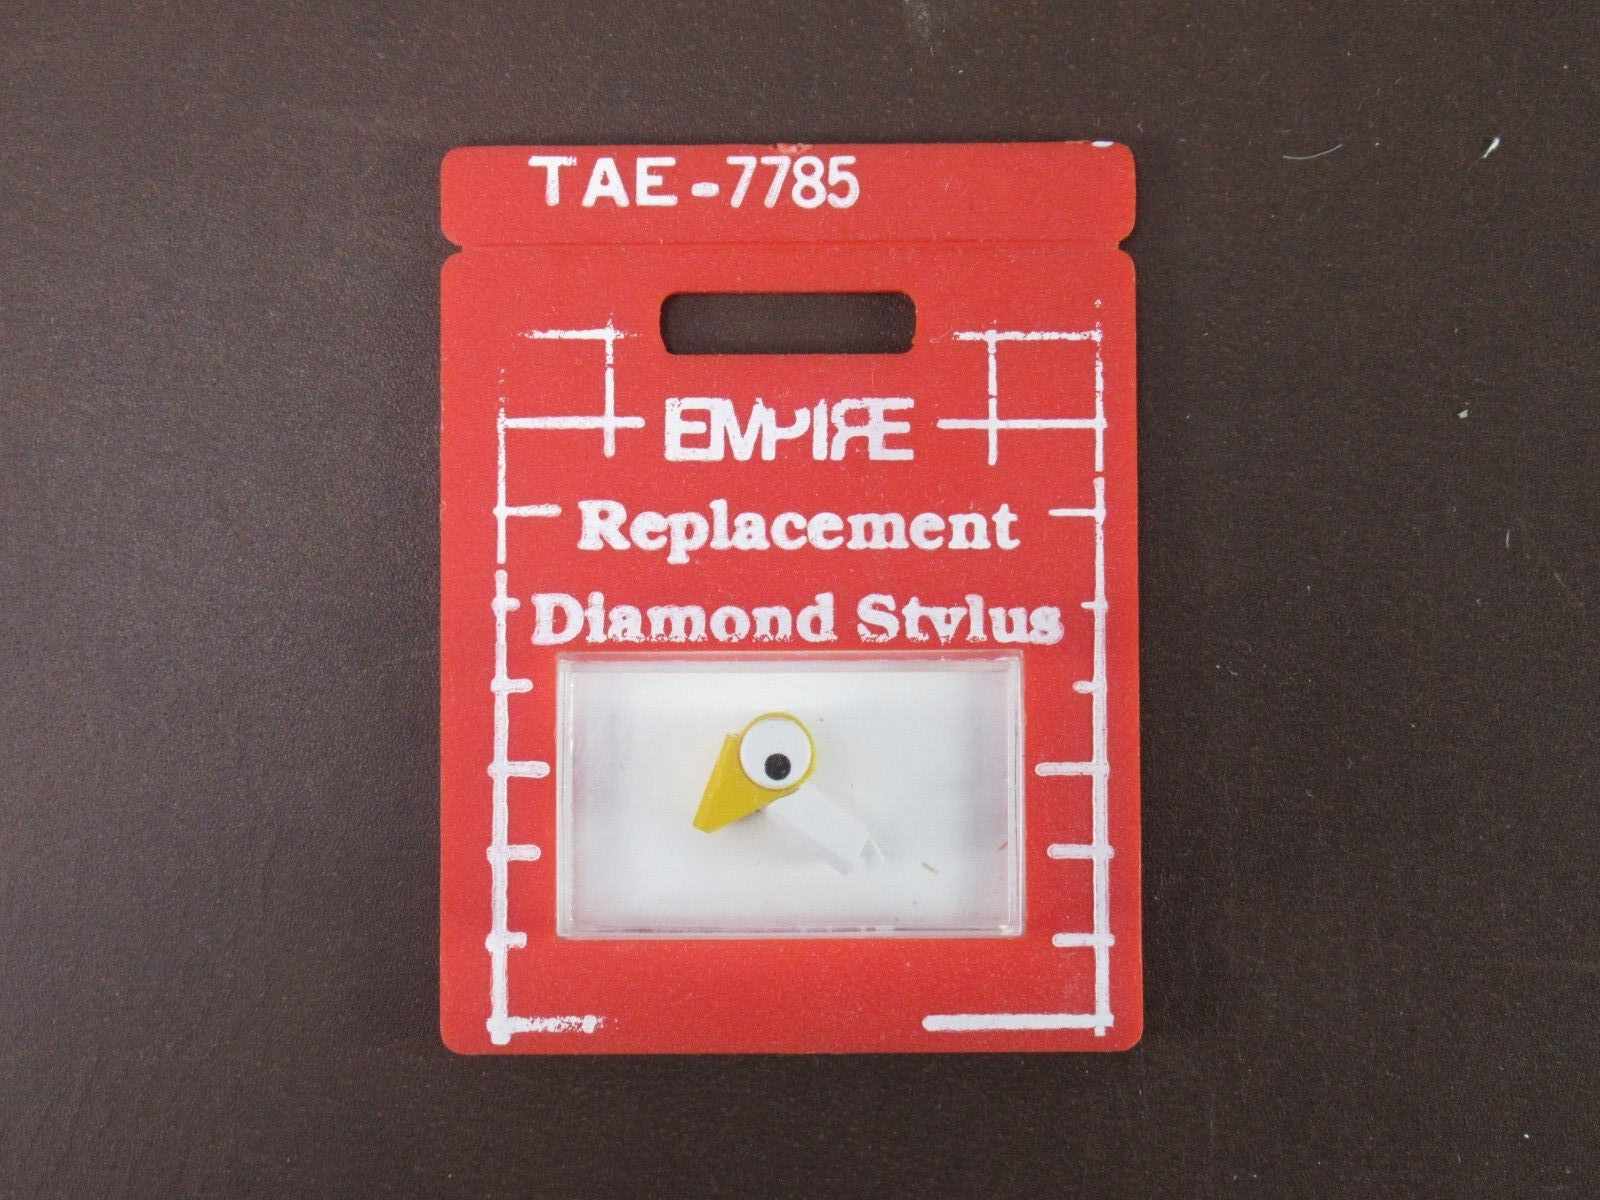 TAE-7785
EMPIRE
Replacement
Diamond Stylus